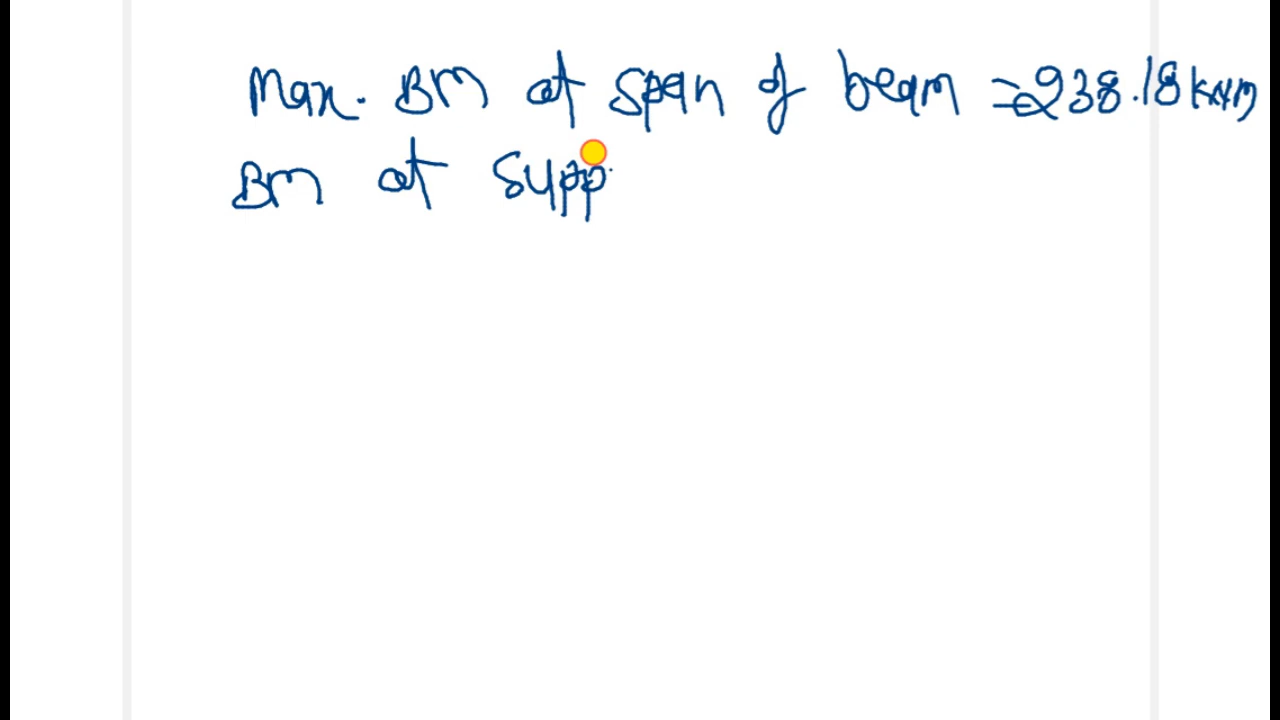 Max. BM at span of beam = 238.18 kNm
BM at supp